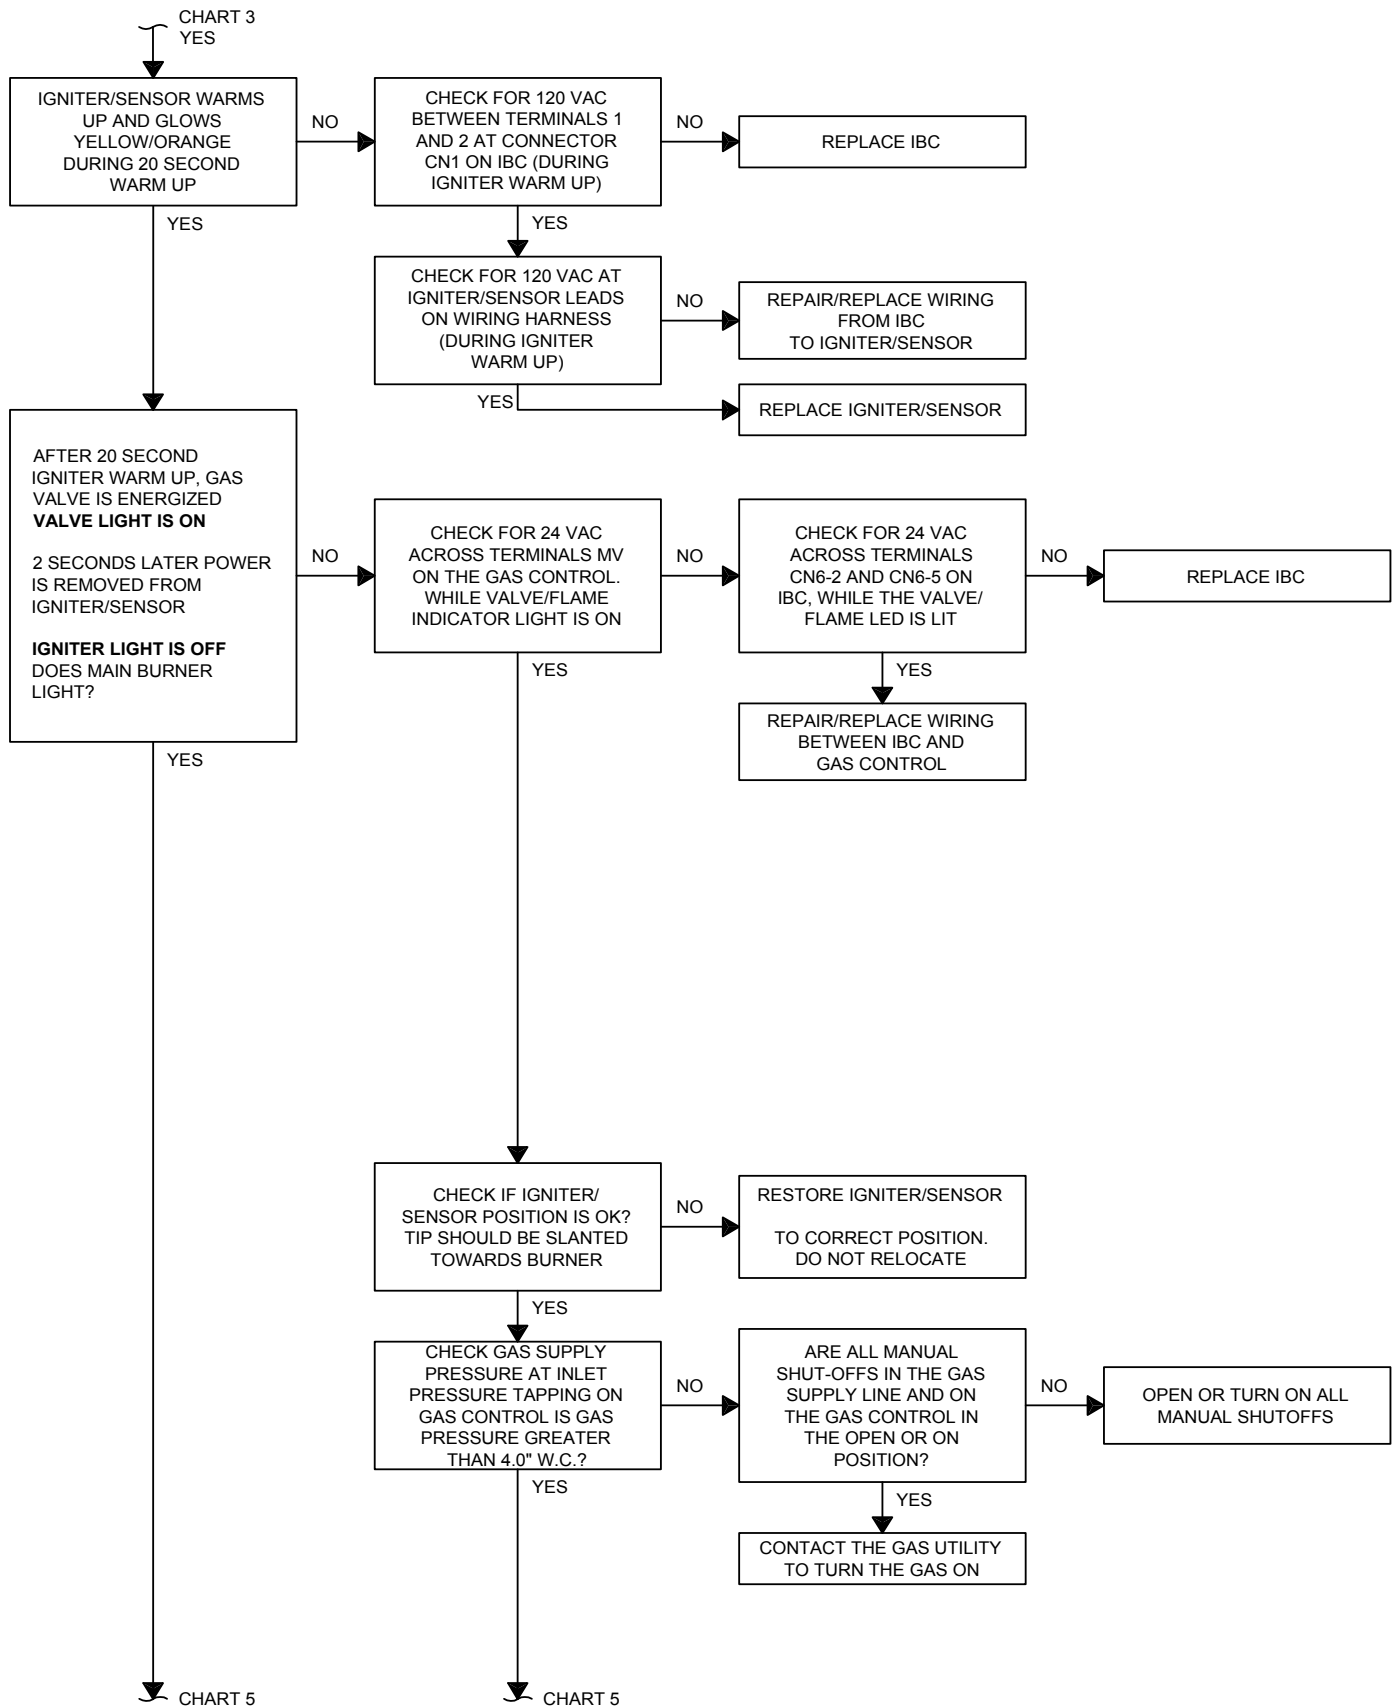 CHART 3
YES
IGNITER/SENSOR WARMS
UP AND GLOWS
YELLOW/ORANGE
DURING 20 SECOND
WARM UP
NO
CHECK FOR 120 VAC
BETWEEN TERMINALS 1
AND 2 AT CONNECTOR
CN1 ON IBC (DURING
IGNITER WARM UP)
NO
REPLACE IBC
YES
YES
CHECK FOR 120 VAC AT
IGNITER/SENSOR LEADS
ON WIRING HARNESS
(DURING IGNITER
WARM UP)
NO
REPAIR/REPLACE WIRING
FROM IBC
TO IGNITER/SENSOR
YES
REPLACE IGNITER/SENSOR
AFTER 20 SECOND
IGNITER WARM UP, GAS
VALVE IS ENERGIZED
VALVE LIGHT IS ON
2 SECONDS LATER POWER
IS REMOVED FROM
IGNITER/SENSOR
IGNITER LIGHT IS OFF
DOES MAIN BURNER
LIGHT?
NO
CHECK FOR 24 VAC
ACROSS TERMINALS MV
ON THE GAS CONTROL.
WHILE VALVE/FLAME
INDICATOR LIGHT IS ON
NO
CHECK FOR 24 VAC
ACROSS TERMINALS
CN6-2 AND CN6-5 ON
IBC, WHILE THE VALVE/
FLAME LED IS LIT
NO
REPLACE IBC
YES
YES
REPAIR/REPLACE WIRING
BETWEEN IBC AND
GAS CONTROL
YES
CHECK IF IGNITER/
SENSOR POSITION IS OK?
TIP SHOULD BE SLANTED
TOWARDS BURNER
NO
RESTORE IGNITER/SENSOR
TO CORRECT POSITION.
DO NOT RELOCATE
YES
CHECK GAS SUPPLY
PRESSURE AT INLET
PRESSURE TAPPING ON
GAS CONTROL IS GAS
PRESSURE GREATER
THAN 4.0" W.C.?
NO
ARE ALL MANUAL
SHUT-OFFS IN THE GAS
SUPPLY LINE AND ON
THE GAS CONTROL IN
THE OPEN OR ON
POSITION?
NO
OPEN OR TURN ON ALL
MANUAL SHUTOFFS
YES
YES
CONTACT THE GAS UTILITY
TO TURN THE GAS ON
CHART 5
CHART 5